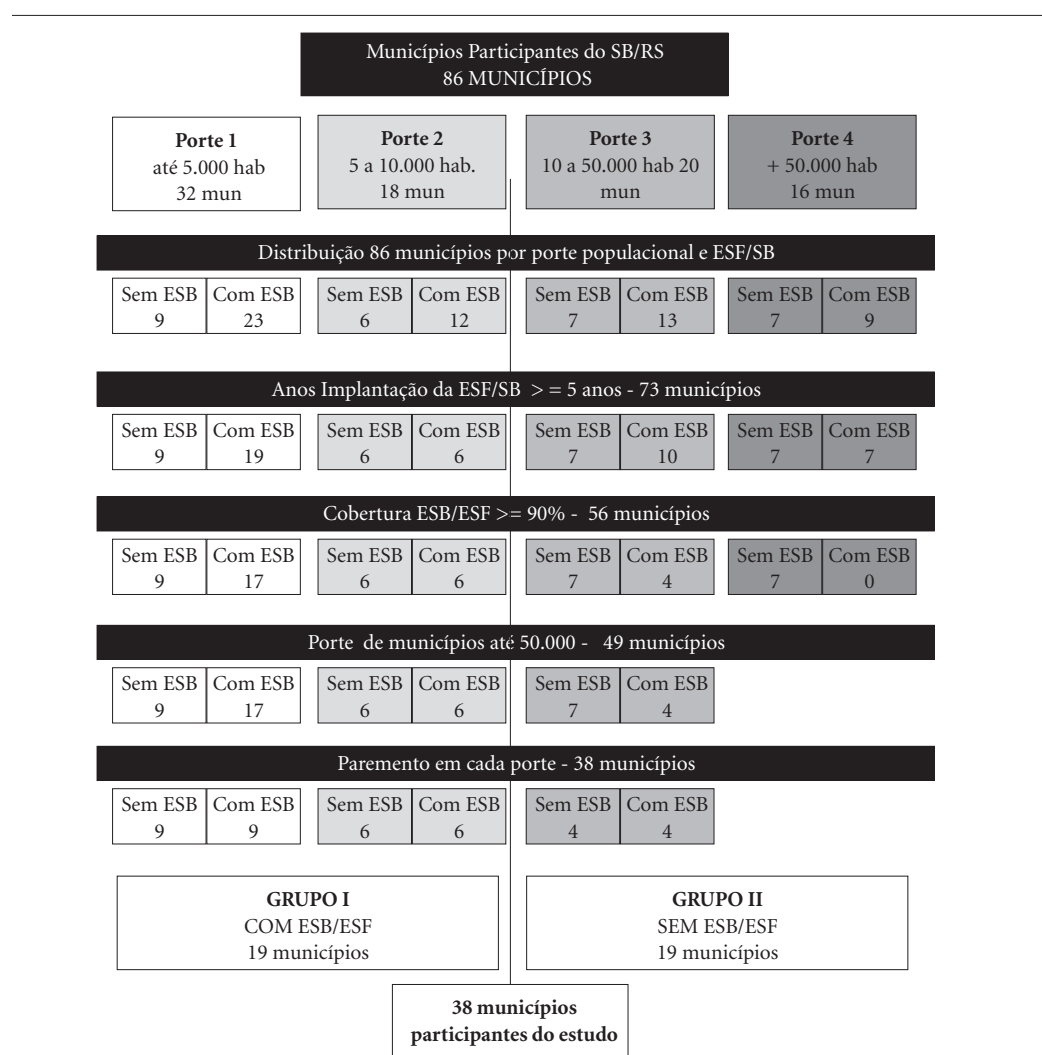 Municípios Participantes do SB/RS
86 MUNICÍPIOS
Porte 1
até 5.000 hab
32 mun
Porte 2
5 a 10.000 hab.
18 mun
Porte 3
10 a 50.000 hab 20
mun
Porte 4
+ 50.000 hab
16 mun
Distribuição 86 municípios por porte populacional e ESF/SB
Sem ESB Com ESB Sem ESB Com ESB Sem ESB Com ESB Sem ESB Com ESB
9 23 6 12 7 13 7 9
Anos Implantação da ESF/SB > = 5 anos - 73 municípios
Sem ESB Com ESB Sem ESB Com ESB Sem ESB Com ESB Sem ESB Com ESB
9 19 6 6 7 10 7 7
Cobertura ESB/ESF >= 90% - 56 municípios
Sem ESB Com ESB Sem ESB Com ESB Sem ESB Com ESB Sem ESB Com ESB
9 17 6 6 7 4 7 0
Porte de municípios até 50.000 - 49 municípios
Sem ESB Com ESB Sem ESB Com ESB Sem ESB Com ESB
9 17 6 6 7 4
Paremento em cada porte - 38 municípios
Sem ESB Com ESB Sem ESB Com ESB Sem ESB Com ESB
9 9 6 6 4 4
GRUPO I
COM ESB/ESF
19 municípios
GRUPO II
SEM ESB/ESF
19 municípios
38 municípios
participantes do estudo